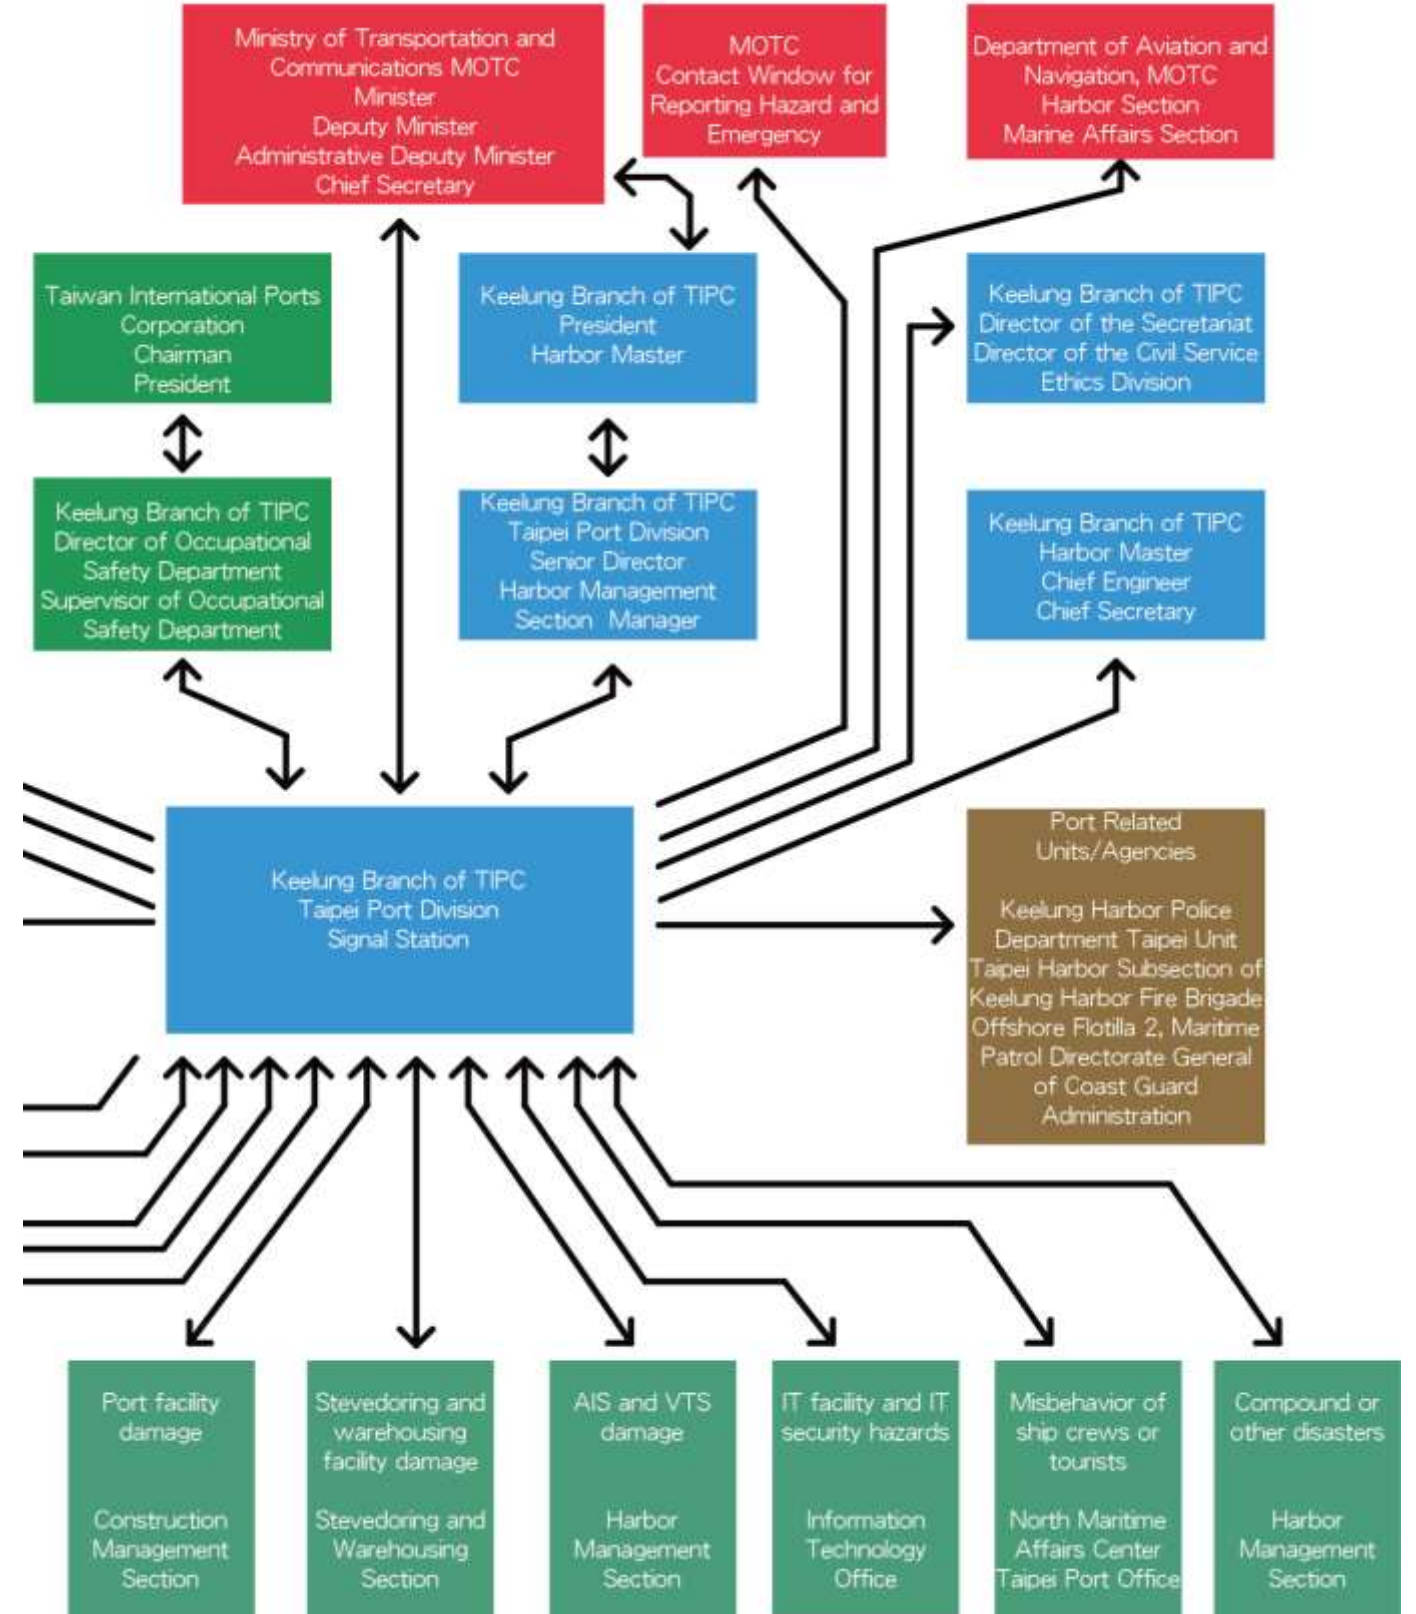 Ministry of Transportation and
Communications MOTC
Minister
Deputy Minister
Administrative Deputy Minister
Chief Secretary
MOTC
Contact Window for
Reporting Hazard and
Emergency
Department of Aviation and
Navigation, MOTC
Harbor Section
Marine Affairs Section
Taiwan International Ports
Corporation
Chairman
President
Keelung Branch of TIPC
President
Harbor Master
Keelung Branch of TIPC
Director of the Secretariat
Director of the Civil Service
Ethics Division
Keelung Branch of TIPC
Director of Occupational
Safety Department
Supervisor of Occupational
Safety Department
Keelung Branch of TIPC
Taipei Port Division
Senior Director
Harbor Management
Section Manager
Keelung Branch of TIPC
Harbor Master
Chief Engineer
Chief Secretary
Keelung Branch of TIPC
Taipei Port Division
Signal Station
Port Related
Units/Agencies
Keelung Harbor Police
Department Taipei Unit
Taipei Harbor Subsection of
Keelung Harbor Fire Brigade
Offshore Flotilla 2, Maritime
Patrol Directorate General
of Coast Guard
Administration
Port facility
damage
Construction
Management
Section
Stevedoring and
warehousing
facility damage
Stevedoring and
Warehousing
Section
AIS and VTS
damage
Harbor
Management
Section
IT facility and IT
security hazards
Information
Technology
Office
Misbehavior of
ship crews or
tourists
North Maritime
Affairs Center
Taipei Port Office
Compound or
other disasters
Harbor
Management
Section